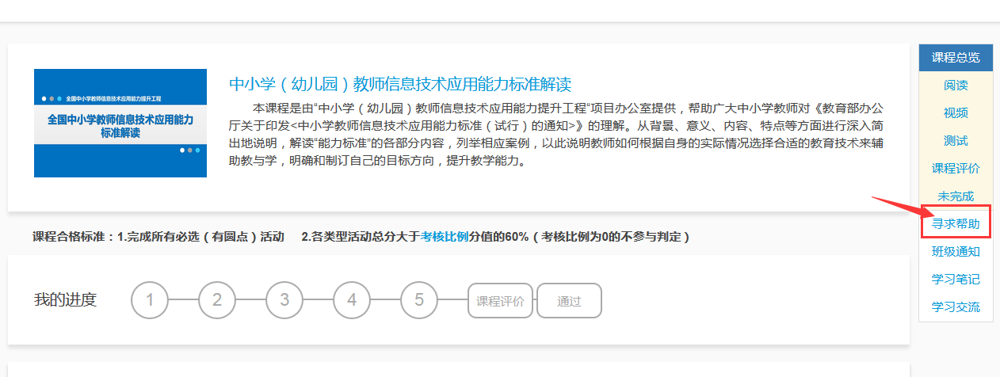 全国中小学教师信息技术应用能力提升工程
全国中小学教师信息技术应用能力
标准解读
中小学（幼儿园）教师信息技术应用能力标准解读
本课程是由“中小学（幼儿园）教师信息技术应用能力提升工程“项目办公室提供，帮助广大中小学教师对《教育部办公
厅关于印发<中小学教师信息技术应用能力标准（试行）的通知>》的理解。从背景、意义、内容、特点等方面进行深入简
出地说明，解读“能力标准”的各部分内容，列举相应案例，以此说明教师如何根据自身的实际情况选择合适的教育技术来辅
助教与学，明确和制订自己的目标方向，提升教学能力。
课程合格标准：1.完成所有必选（有圆点）活动 2.各类型活动总分大于考核比例分值的60%（考核比例为0的不参与判定）
我的进度 1 2 3 4 5 课程评价 通过
课程总览
阅读
视频
测试
课程评价
未完成
寻求帮助
班级通知
学习笔记
学习交流